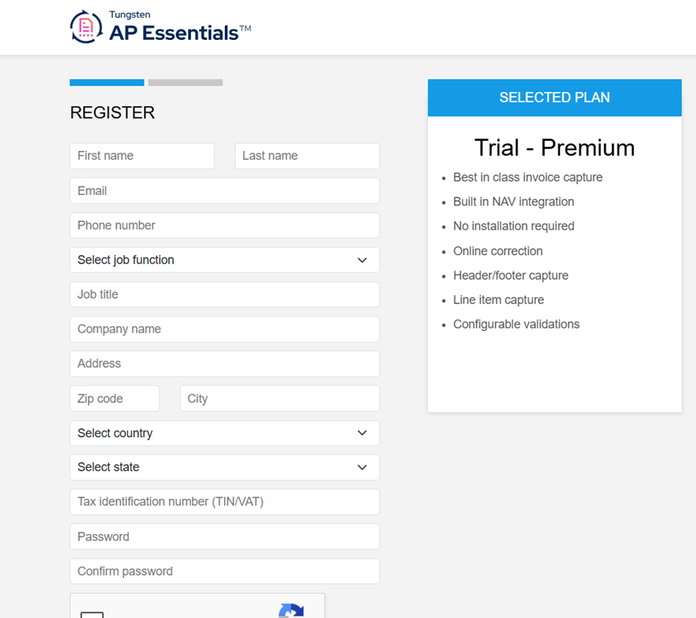 Tungsten
AP Essentials™
REGISTER
First name
Last name
Email
Phone number
Select job function
Job title
Company name
Address
Zip code
City
Select country
Select state
Tax identification number (TIN/VAT)
Password
Confirm password
SELECTED PLAN
Trial - Premium
• Best in class invoice capture
• Built in NAV integration
• No installation required
• Online correction
• Header/footer capture
• Line item capture
• Configurable validations